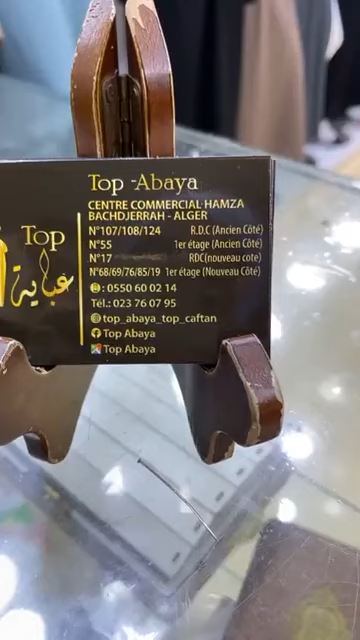 Top -Abaya
CENTRE COMMERCIAL HAMZA
BACHDJERRAH - ALGER
N°107/108/124 R.D.C (Ancien Côté)
N°55 1er étage (Ancien Côté)
N°17 RDC(nouveau cote)
N°68/69/76/85/19 1er étage (Nouveau Côté)
: 0550 60 02 14
Tél.: 023 76 07 95
top_abaya_top_caftan
Top Abaya
Top Abaya
Top
عباية